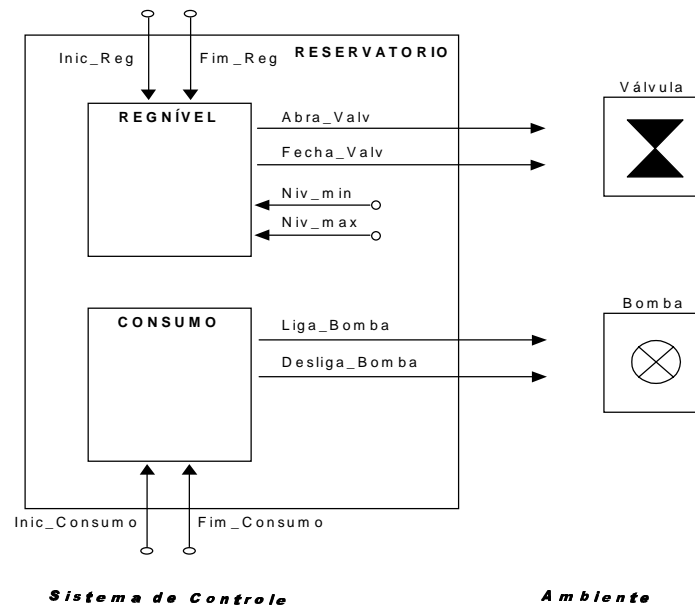 Inic_Reg
Fim_Reg
RESERVATORIO
Válvula
REGNÍVEL
Abra_Valv
Fecha_Valv
Niv_min
Niv_max
Bomba
CONSUMO
Liga_Bomba
Desliga_Bomba
Inic_Consumo
Fim_Consumo
Sistema de Controle
Ambiente